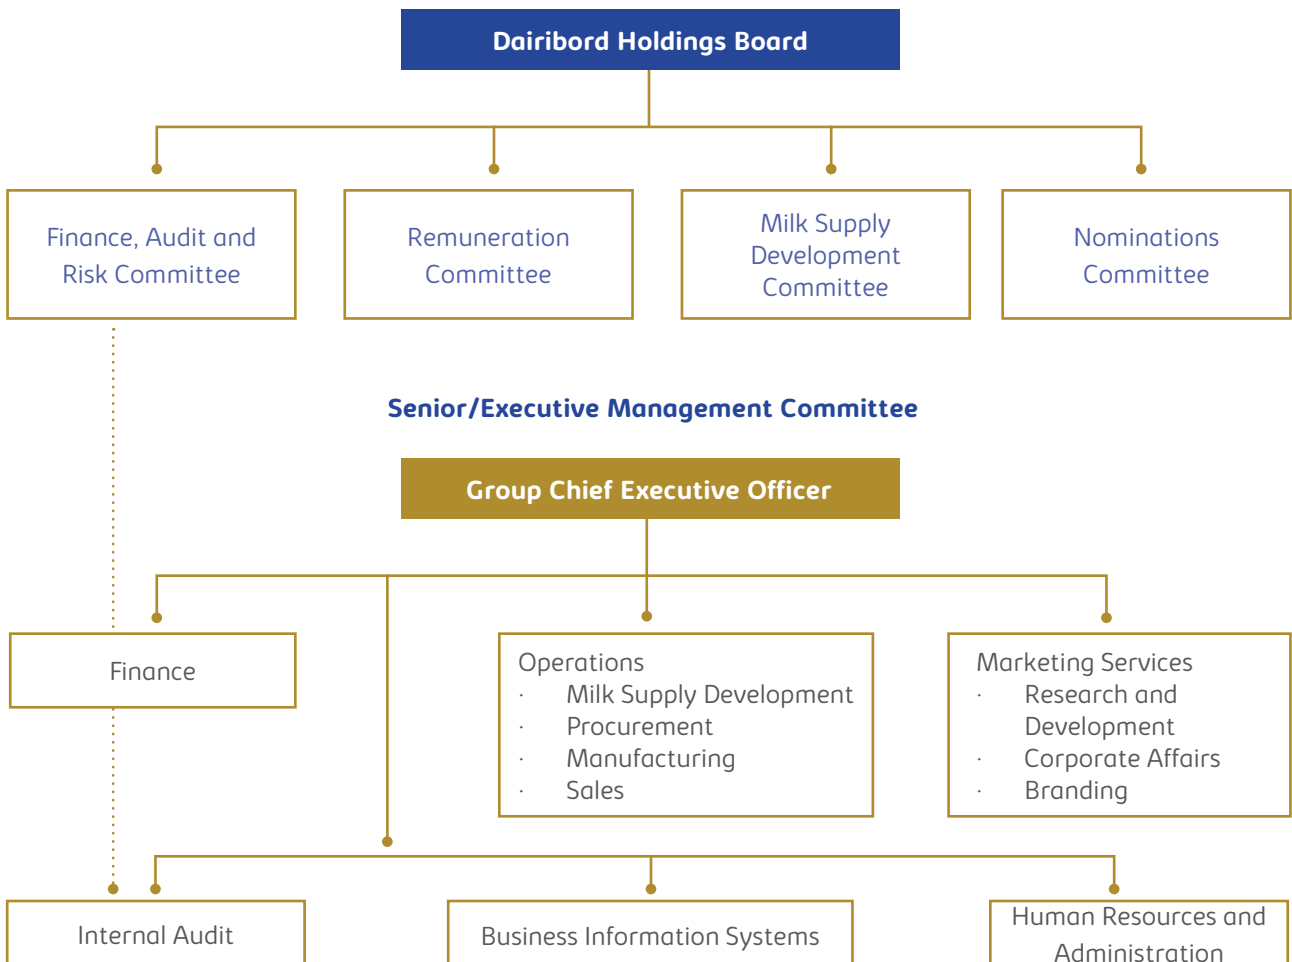 Dairibord Holdings Board
Finance, Audit and
Risk Committee
Remuneration
Committee
Milk Supply
Development
Committee
Nominations
Committee
Senior/Executive Management Committee
Group Chief Executive Officer
Finance
Operations
· Milk Supply Development
· Procurement
· Manufacturing
· Sales
Marketing Services
· Research and
Development
· Corporate Affairs
· Branding
Internal Audit
Business Information Systems
Human Resources and
Administration